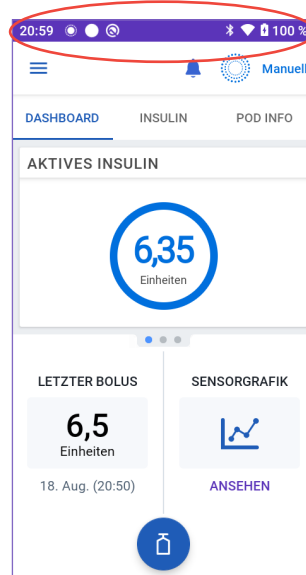 20:59 100 %
Manuell
DASHBOARD INSULIN POD INFO
AKTIVES INSULIN
6,35
Einheiten
LETZTER BOLUS SENSORGRAFIK
6,5
Einheiten
18. Aug. (20:50) ANSEHEN